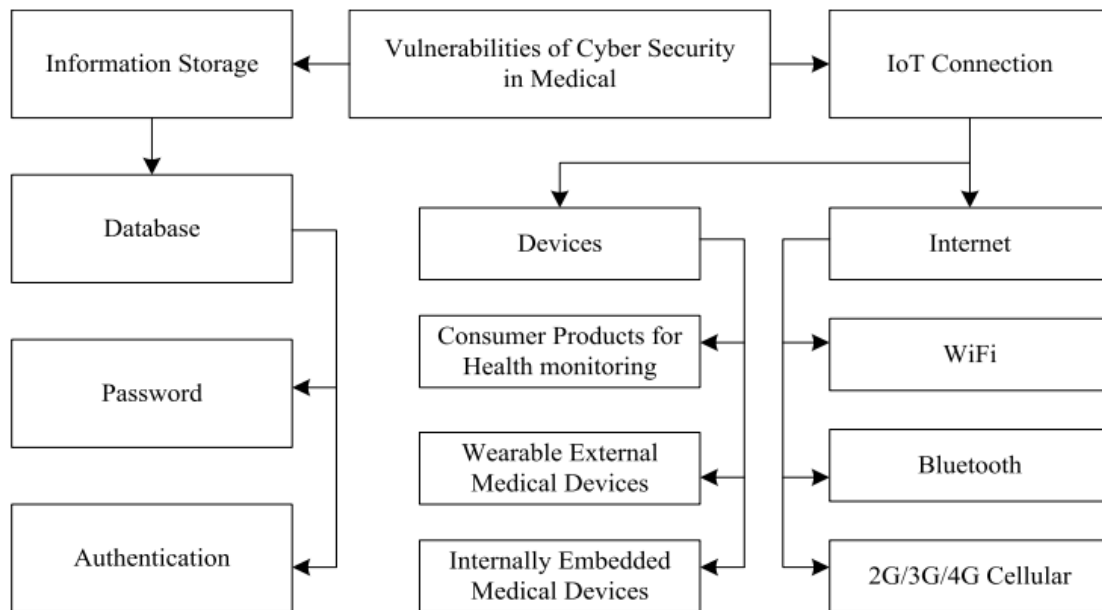 Information Storage
Vulnerabilities of Cyber Security
in Medical
IoT Connection
Database
Devices
Internet
Consumer Products for
Health monitoring
WiFi
Password
Wearable External
Medical Devices
Bluetooth
Authentication
Internally Embedded
Medical Devices
2G/3G/4G Cellular